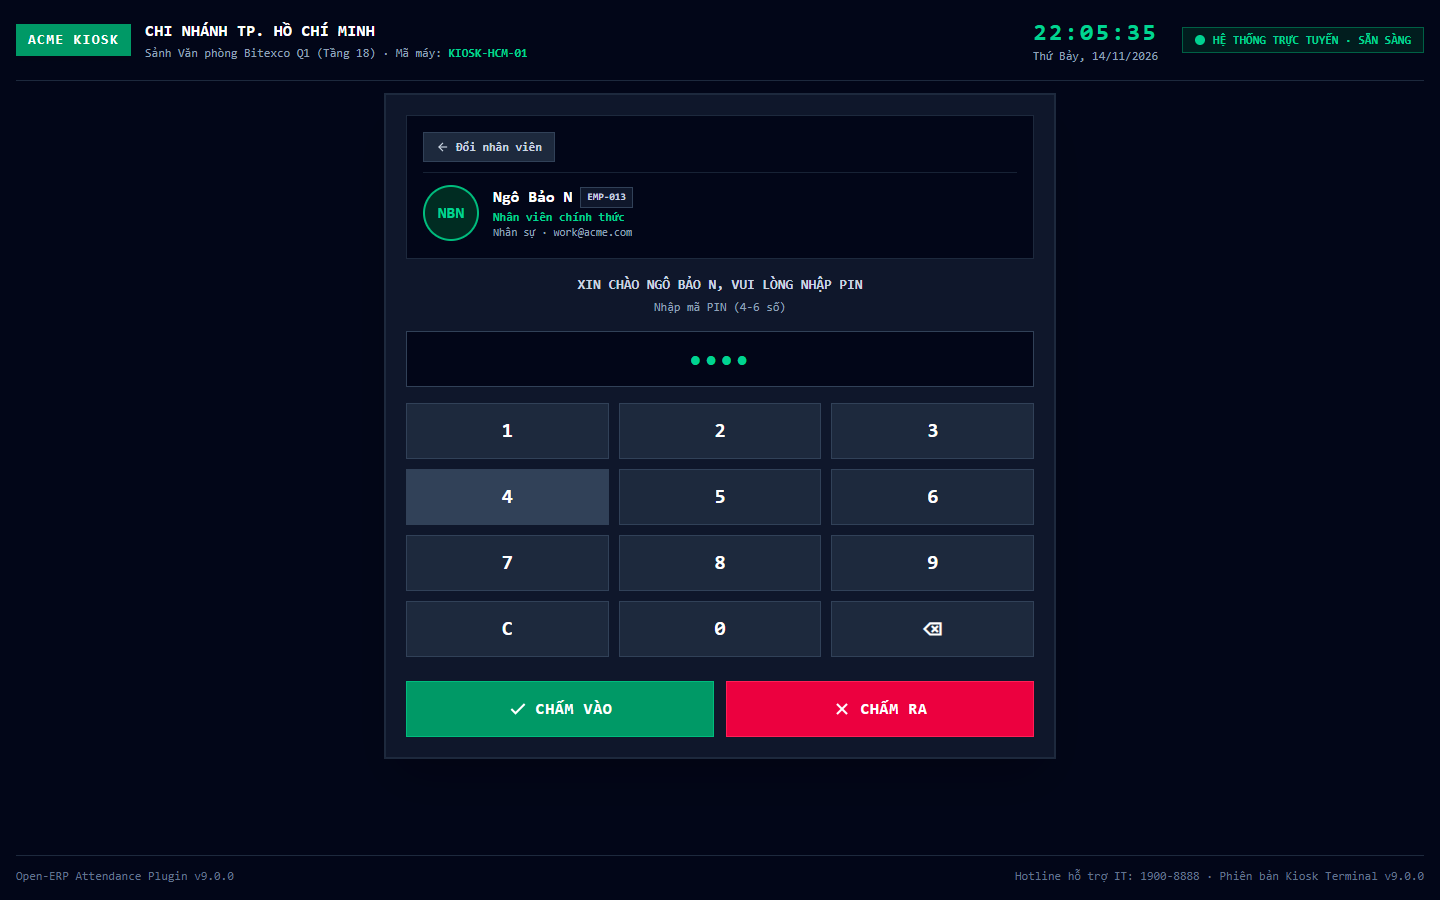 ACME KIOSK
CHI NHÁNH TP. HỒ CHÍ MINH
Sảnh Văn phòng Bitexco Q1 (Tầng 18) · Mã máy: KIOSK-HCM-01
22:05:35
Thứ Bảy, 14/11/2026
HỆ THỐNG TRỰC TUYẾN · SẴN SÀNG
← Đổi nhân viên
NBN
Ngô Bảo N EMP-013
Nhân viên chính thức
Nhân sự · work@acme.com
XIN CHÀO NGÔ BẢO N, VUI LÒNG NHẬP PIN
Nhập mã PIN (4-6 số)
●●●●
1 2 3
4 5 6
7 8 9
C 0 ⌫
✓ CHẤM VÀO
✕ CHẤM RA
Open-ERP Attendance Plugin v9.0.0
Hotline hỗ trợ IT: 1900-8888 · Phiên bản Kiosk Terminal v9.0.0